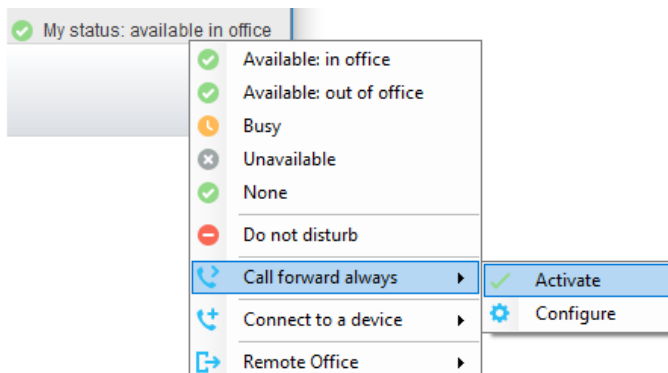 My status: available in office
Available: in office
Available: out of office
Busy
Unavailable
None
Do not disturb
Call forward always
Activate
Connect to a device
Configure
Remote Office